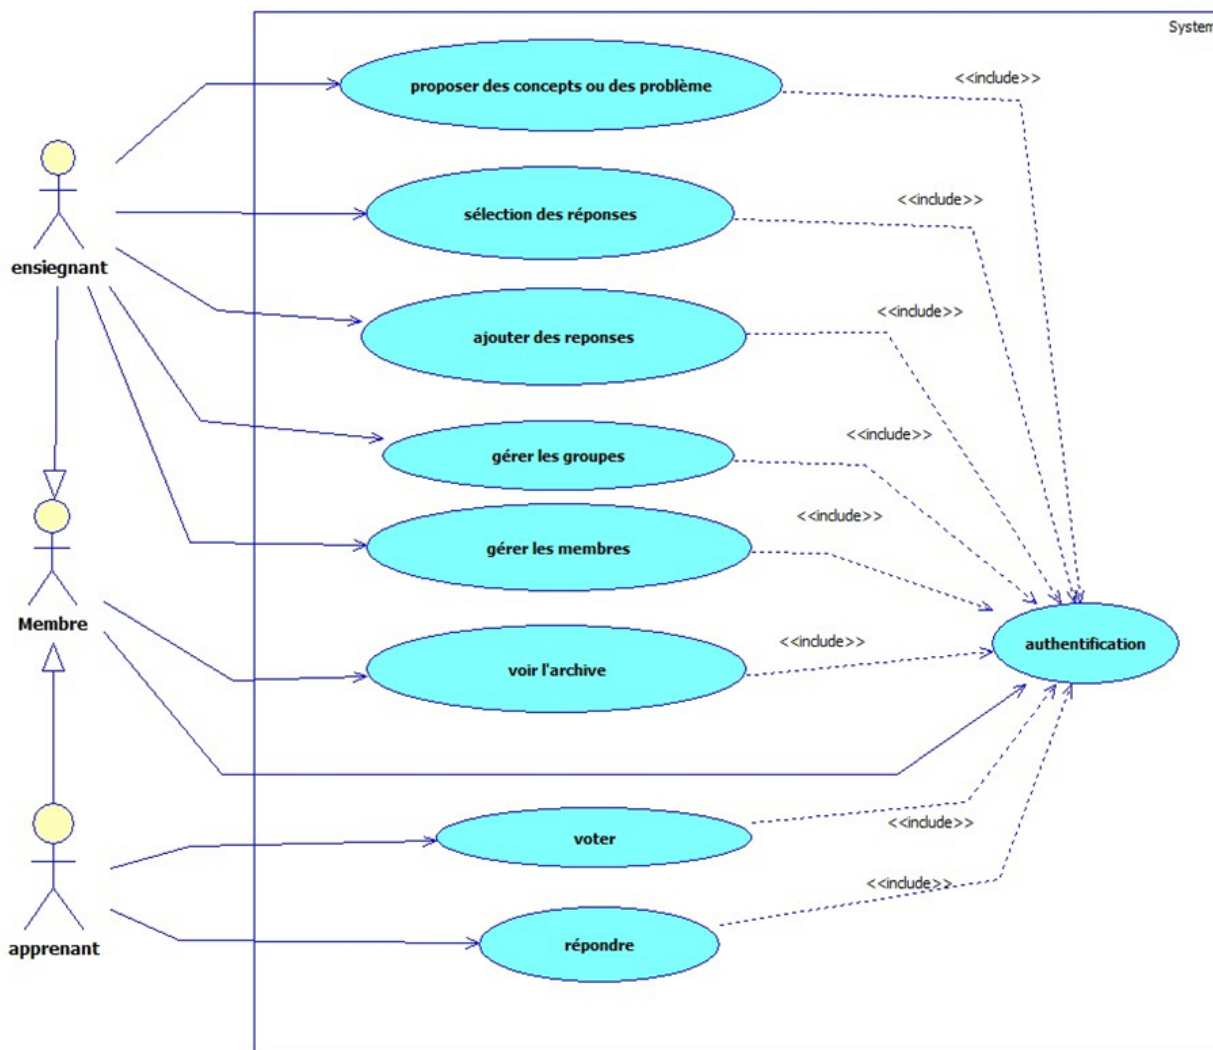 System
proposer des concepts ou des problème
<<include>>
sélection des réponses
<<include>>
ensiegnant
ajouter des reponses
<<include>>
gérer les groupes
<<include>>
gérer les membres
<<include>>
Membre
voir l'archive
<<include>>
authentification
voter
<<include>>
répondre
<<include>>
apprenant